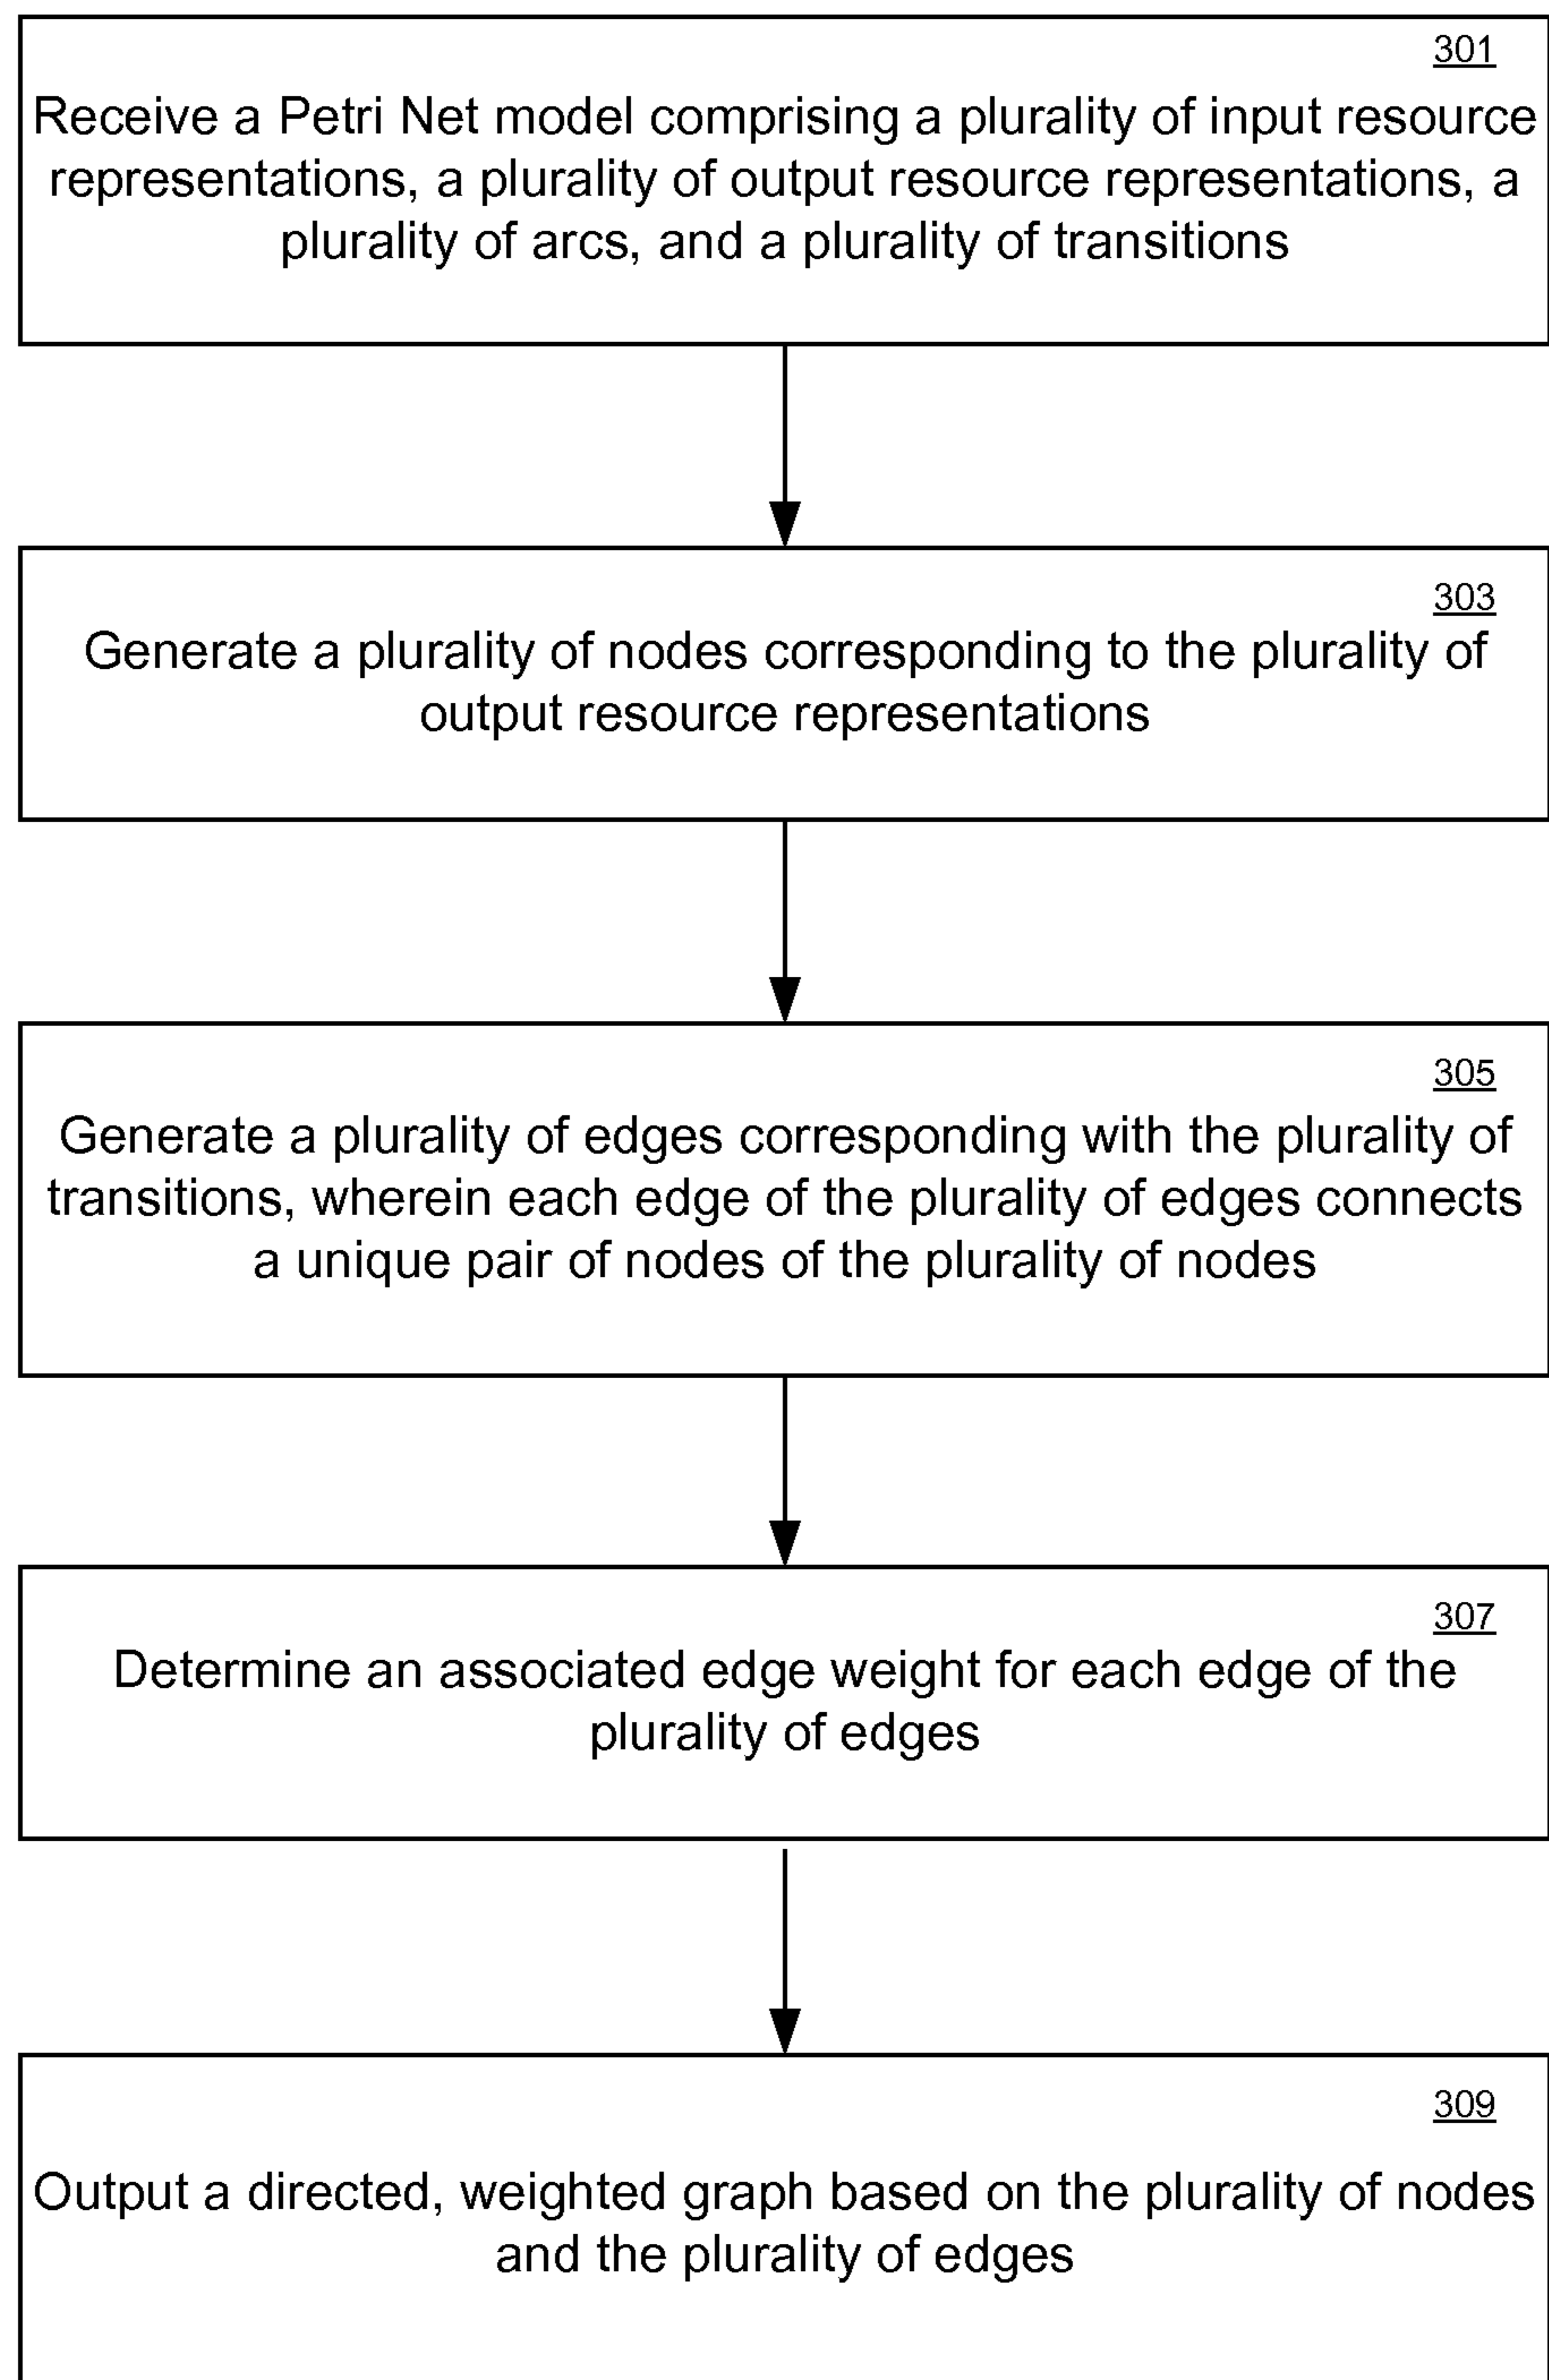 301
Receive a Petri Net model comprising a plurality of input resource
representations, a plurality of output resource representations, a
plurality of arcs, and a plurality of transitions
303
Generate a plurality of nodes corresponding to the plurality of
output resource representations
305
Generate a plurality of edges corresponding with the plurality of
transitions, wherein each edge of the plurality of edges connects
a unique pair of nodes of the plurality of nodes
307
Determine an associated edge weight for each edge of the
plurality of edges
309
Output a directed, weighted graph based on the plurality of nodes
and the plurality of edges